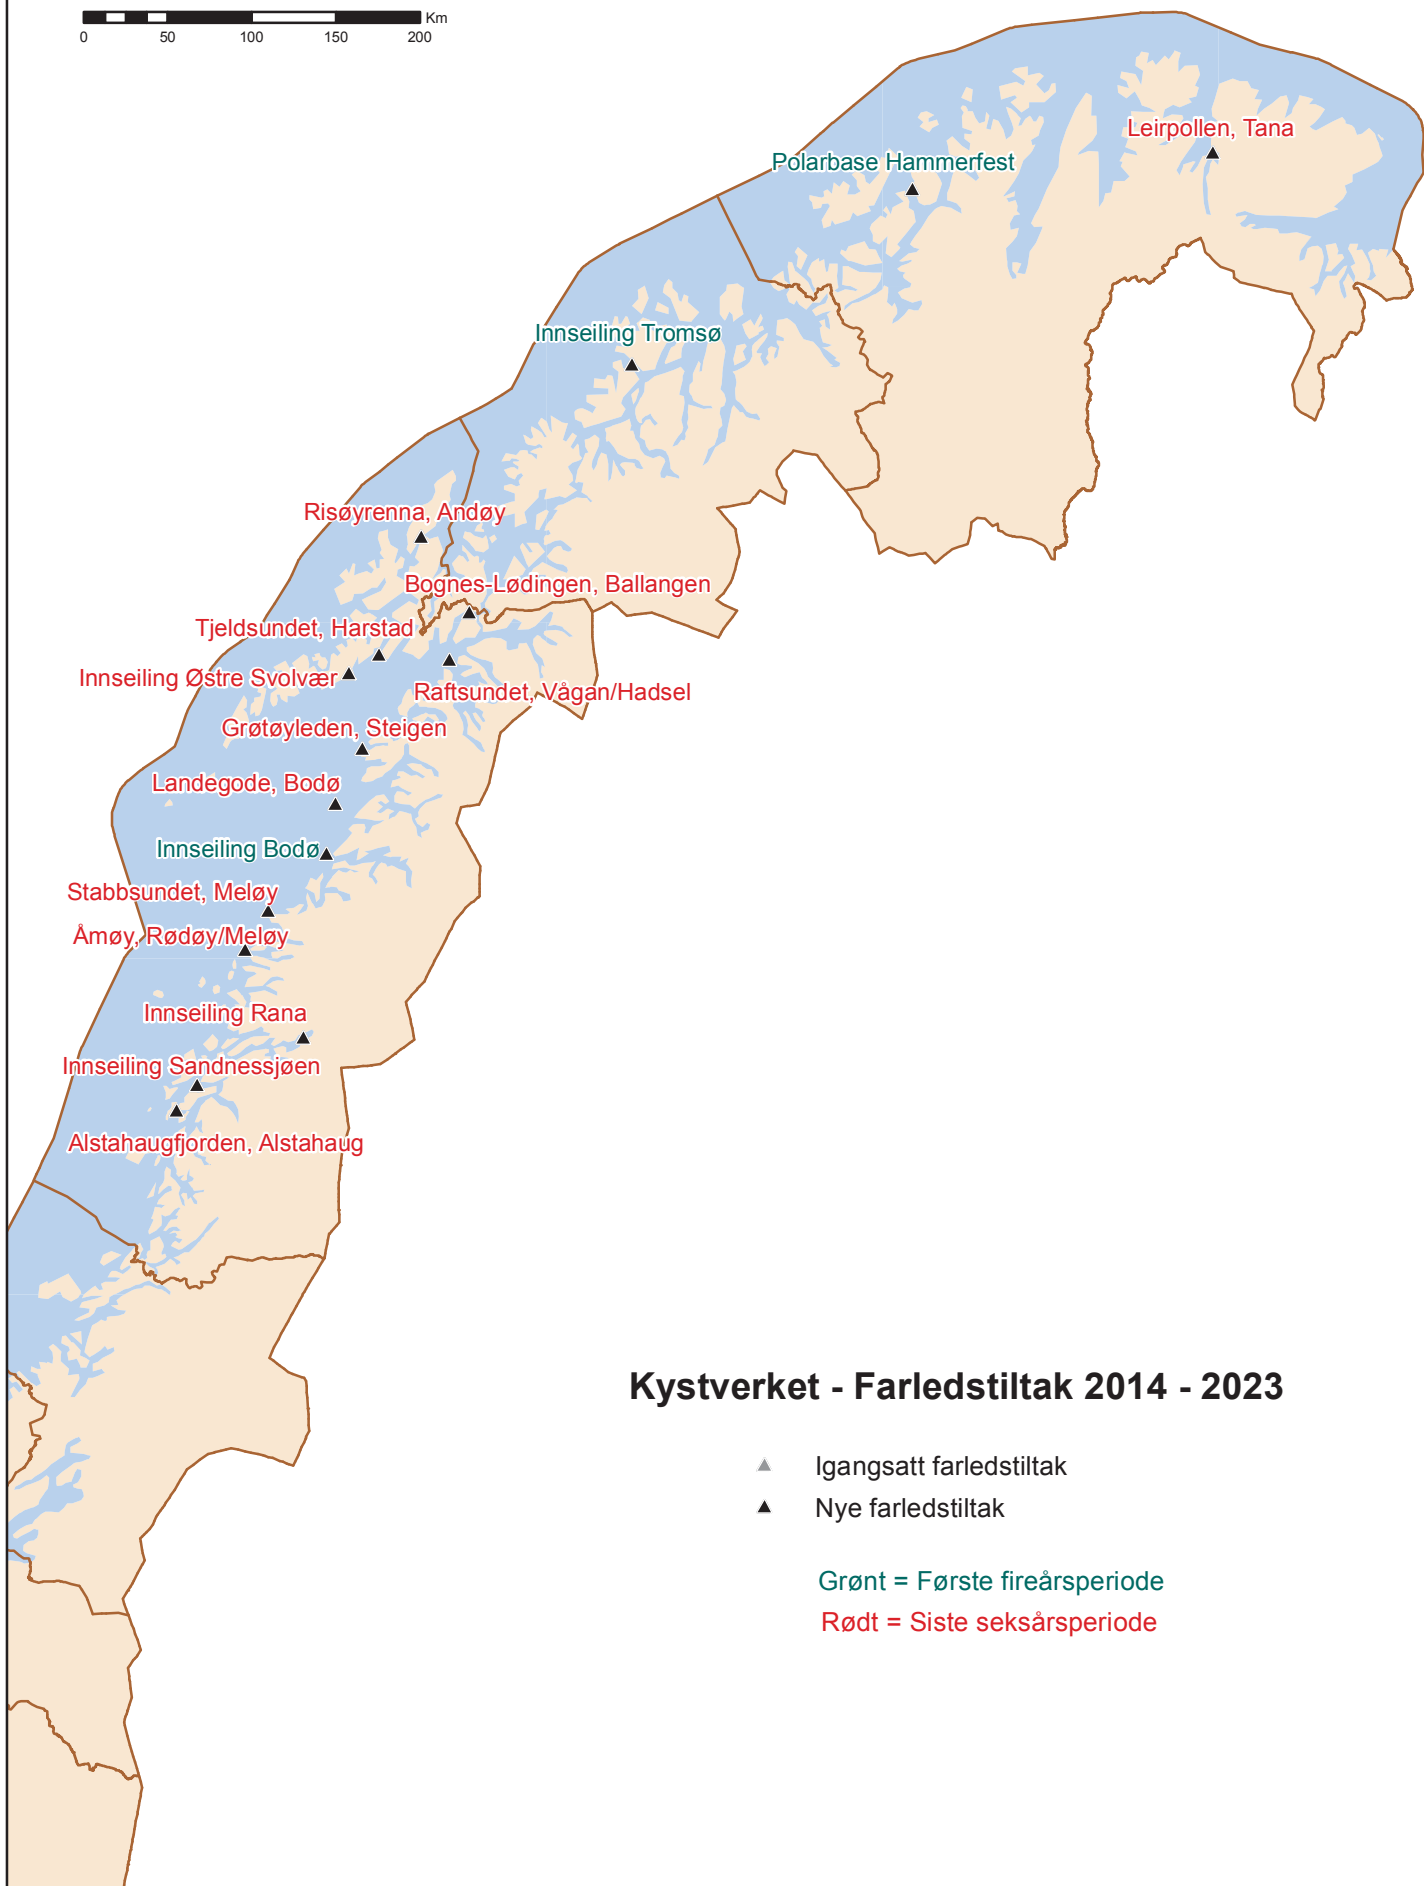 Km
0 50 100 150 200
Leirpollen, Tana
Polarbase Hammerfest
Innseiling Tromsø
Risøyrenna, Andøy
Bognes-Lødingen, Ballangen
Tjeldsundet, Harstad
Innseiling Østre Svolvær
Raftsundet, Vågan/Hadsel
Grøtøyleden, Steigen
Landegode, Bodø
Innseiling Bodø
Stabbsundet, Meløy
Åmøy, Rødøy/Meløy
Innseiling Rana
Innseiling Sandnessjøen
Alstahaugfjorden, Alstahaug
Kystverket - Farledstiltak 2014 - 2023
Igangsatt farledstiltak
Nye farledstiltak
Grønt = Første fireårsperiode
Rødt = Siste seksårsperiode